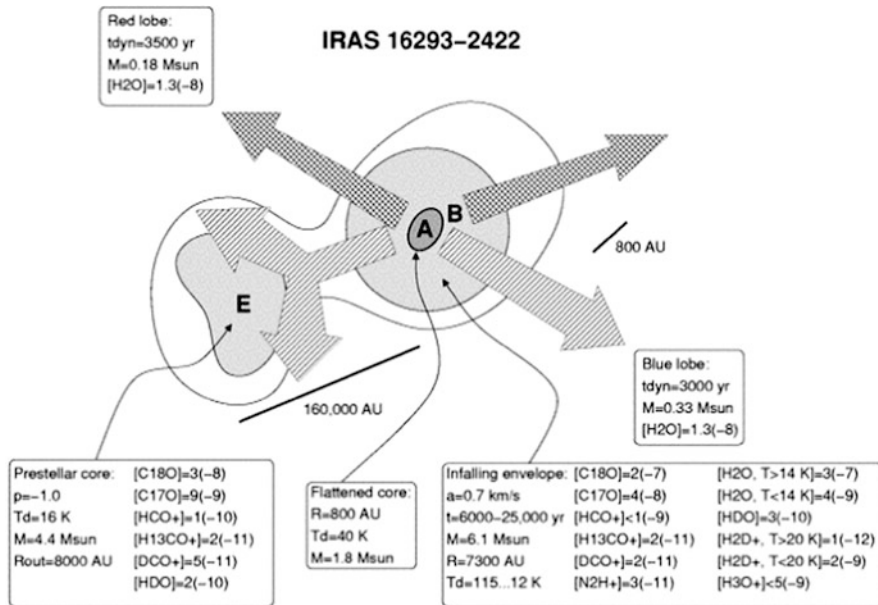 Red lobe:
tdyn=3500 yr
M=0.18 Msun
[H2O]=1.3(-8)
IRAS 16293-2422
A
B
E
800 AU
160,000 AU
Blue lobe:
tdyn=3000 yr
M=0.33 Msun
[H2O]=1.3(-8)
Prestellar core: [C18O]=3(-8)
p=-1.0 [C17O]=9(-9)
Td=16 K [HCO+]=1(-10)
M=4.4 Msun [H13CO+]=2(-11)
Rout=8000 AU [DCO+]=5(-11)
[HDO]=2(-10)
Flattened core:
R=800 AU
Td=40 K
M=1.8 Msun
Infalling envelope: [C18O]=2(-7) [H2O, T>14 K]=3(-7)
a=0.7 km/s [C17O]=4(-8) [H2O, T<14 K]=4(-9)
t=6000-25,000 yr [HCO+]<1(-9) [HDO]=3(-10)
M=6.1 Msun [H13CO+]=2(-11) [H2D+, T>20 K]=1(-12)
R=7300 AU [DCO+]=2(-11) [H2D+, T<20 K]=2(-9)
Td=115...12 K [N2H+]=3(-11) [H3O+]<5(-9)